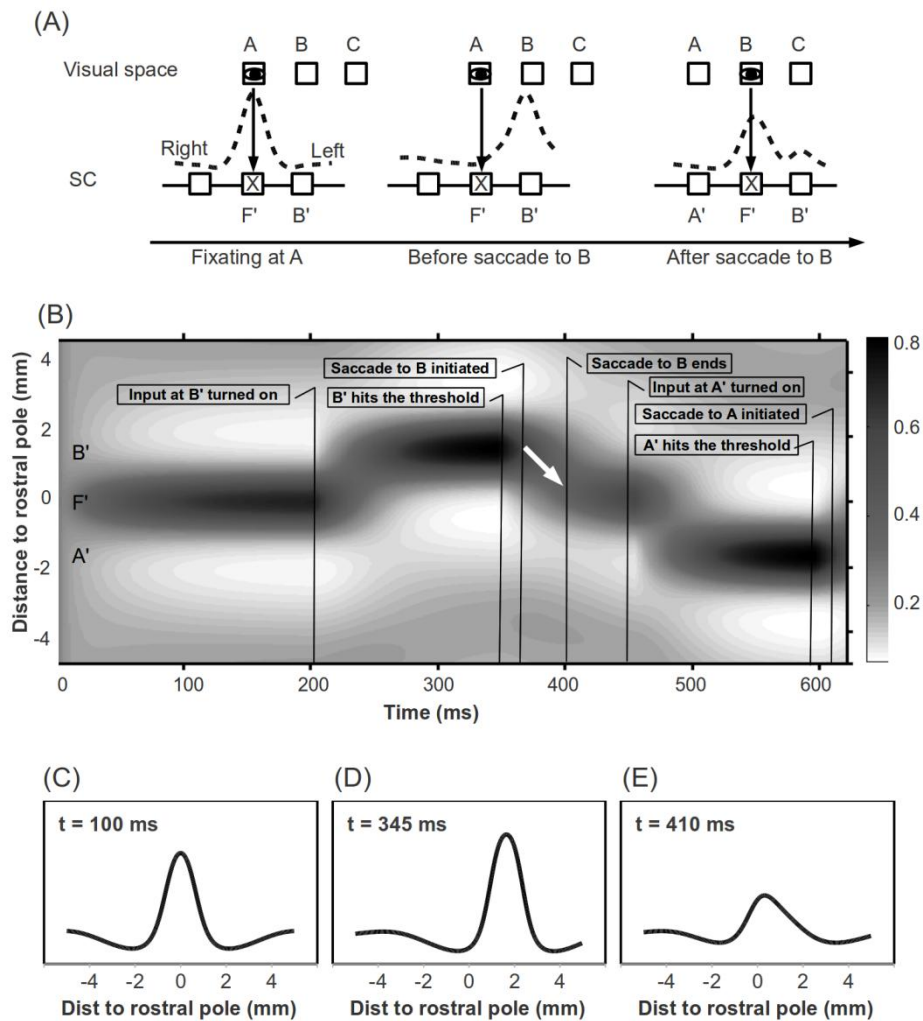 (A)
A B C A B C A B C
Visual space
Right Left
SC X X X
F' B' F' B' A' F' B'
Fixating at A Before saccade to B After saccade to B
(B)
Distance to rostral pole (mm)
4
2
0
-2
-4
B'
F'
A'
Input at B' turned on
Saccade to B initiated
B' hits the threshold
Saccade to B ends
Input at A' turned on
Saccade to A initiated
A' hits the threshold
0.8
0.6
0.4
0.2
0 100 200 300 400 500 600
Time (ms)
(C) (D) (E)
t = 100 ms t = 345 ms t = 410 ms
-4 -2 0 2 4 -4 -2 0 2 4 -4 -2 0 2 4
Dist to rostral pole (mm) Dist to rostral pole (mm) Dist to rostral pole (mm)